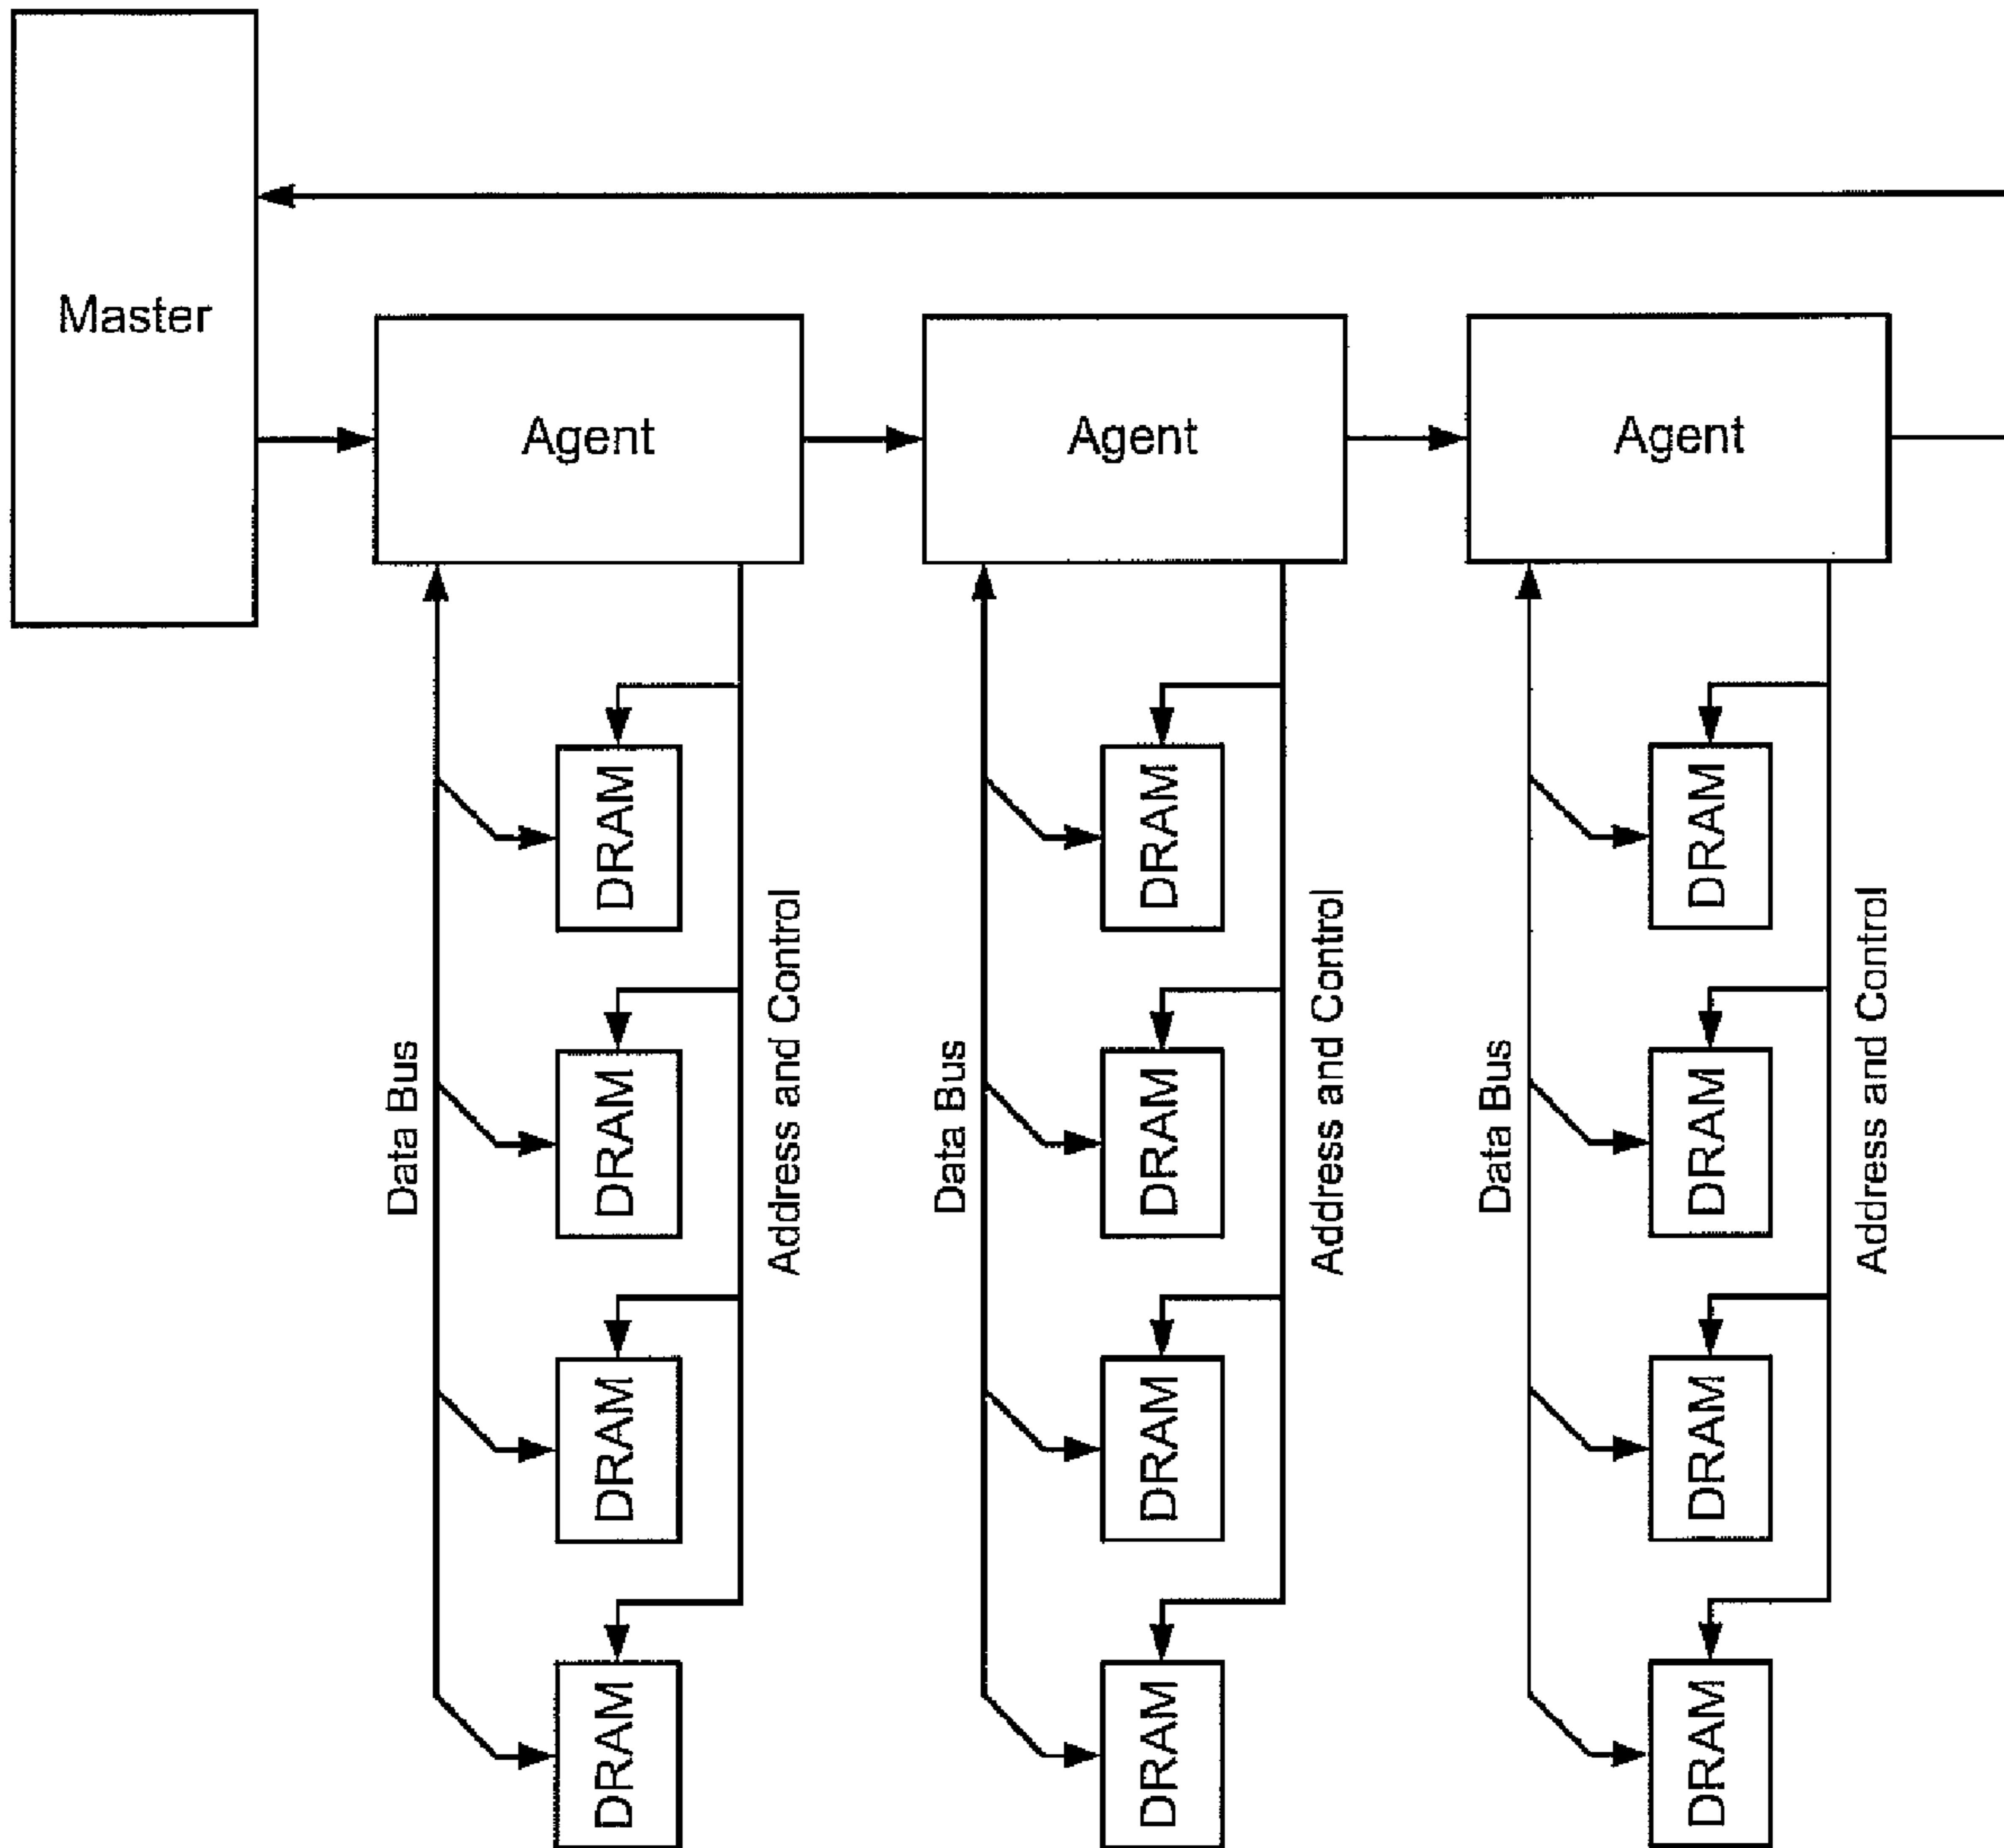 Master
Agent
Agent
Agent
Data Bus
DRAM
DRAM
DRAM
DRAM
Address and Control
Data Bus
DRAM
DRAM
DRAM
DRAM
Address and Control
Data Bus
DRAM
DRAM
DRAM
DRAM
Address and Control